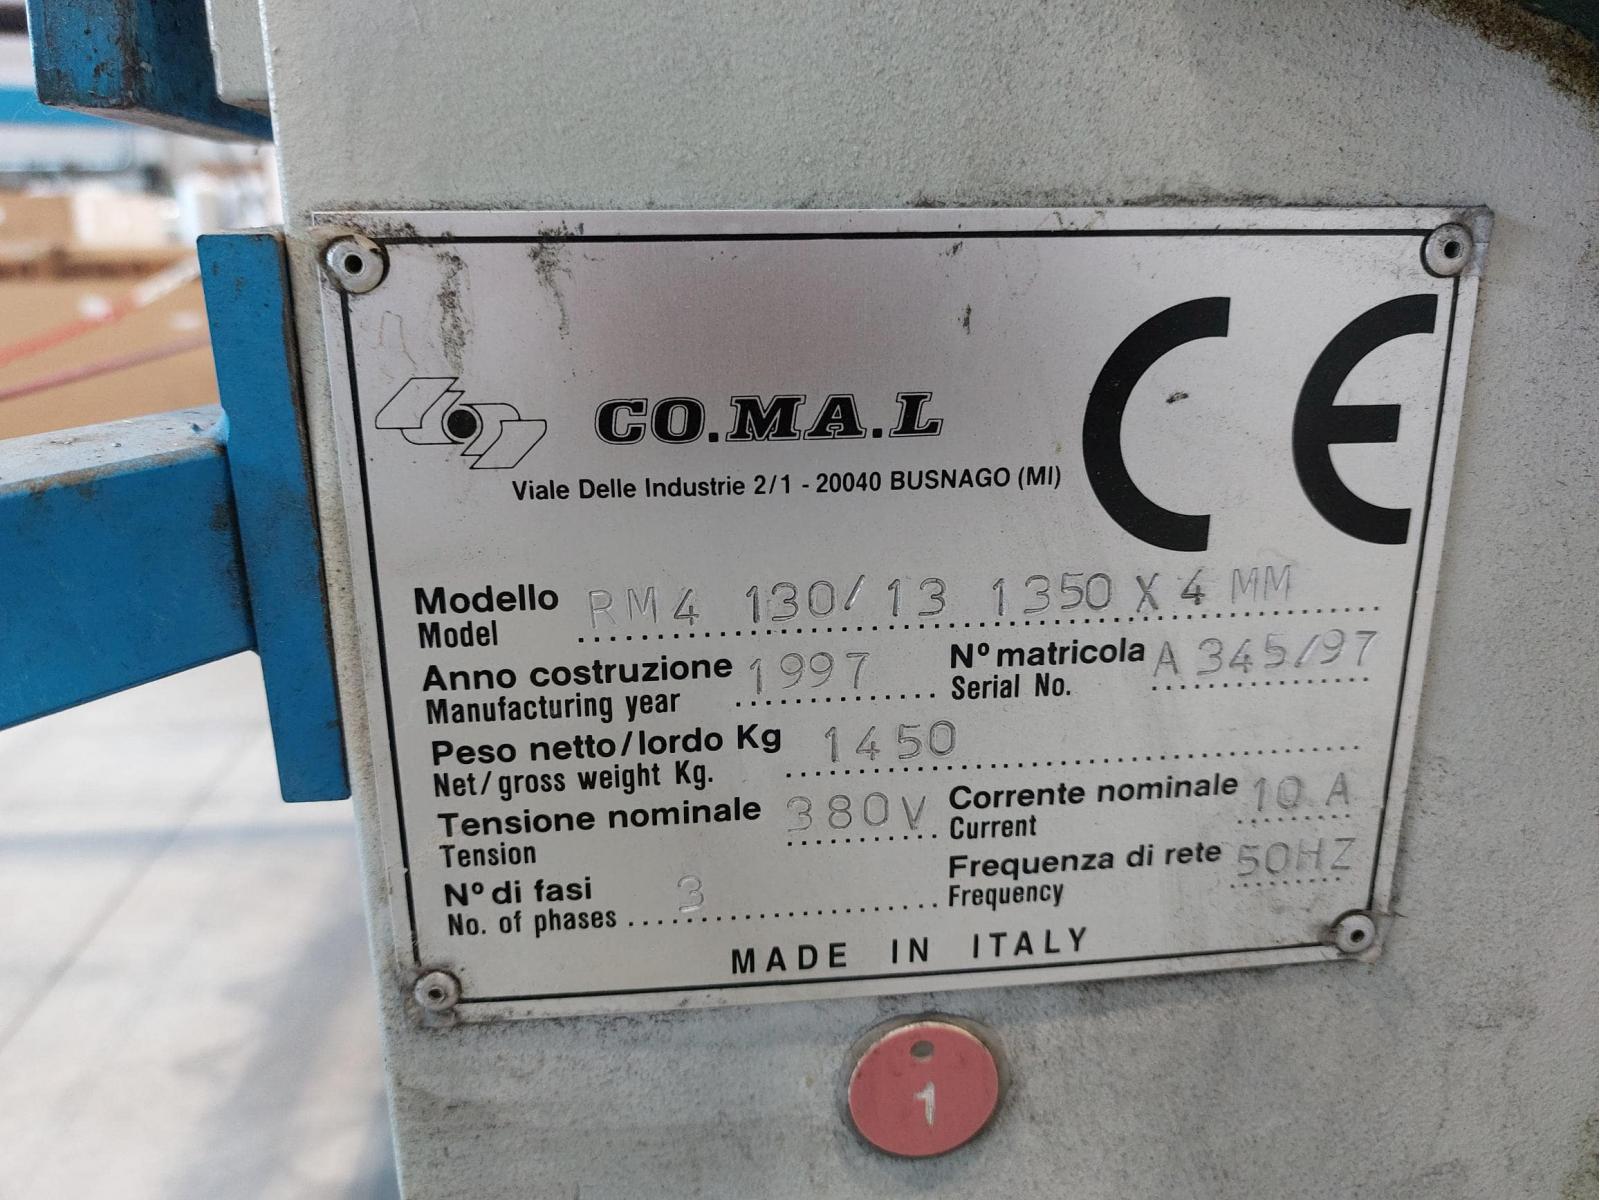 CO.MA.L
Viale Delle Industrie 2/1 - 20040 BUSNAGO (MI)
CE
Modello RM4 130/13 1350 X 4 MM
Model
Anno costruzione 1997 N° matricola A 345/97
Manufacturing year Serial No.
Peso netto/lordo Kg 1450
Net/gross weight Kg.
Tensione nominale 380V Corrente nominale 10 A
Tension Current
N° di fasi 3 Frequenza di rete 50HZ
No. of phases Frequency
MADE IN ITALY
1